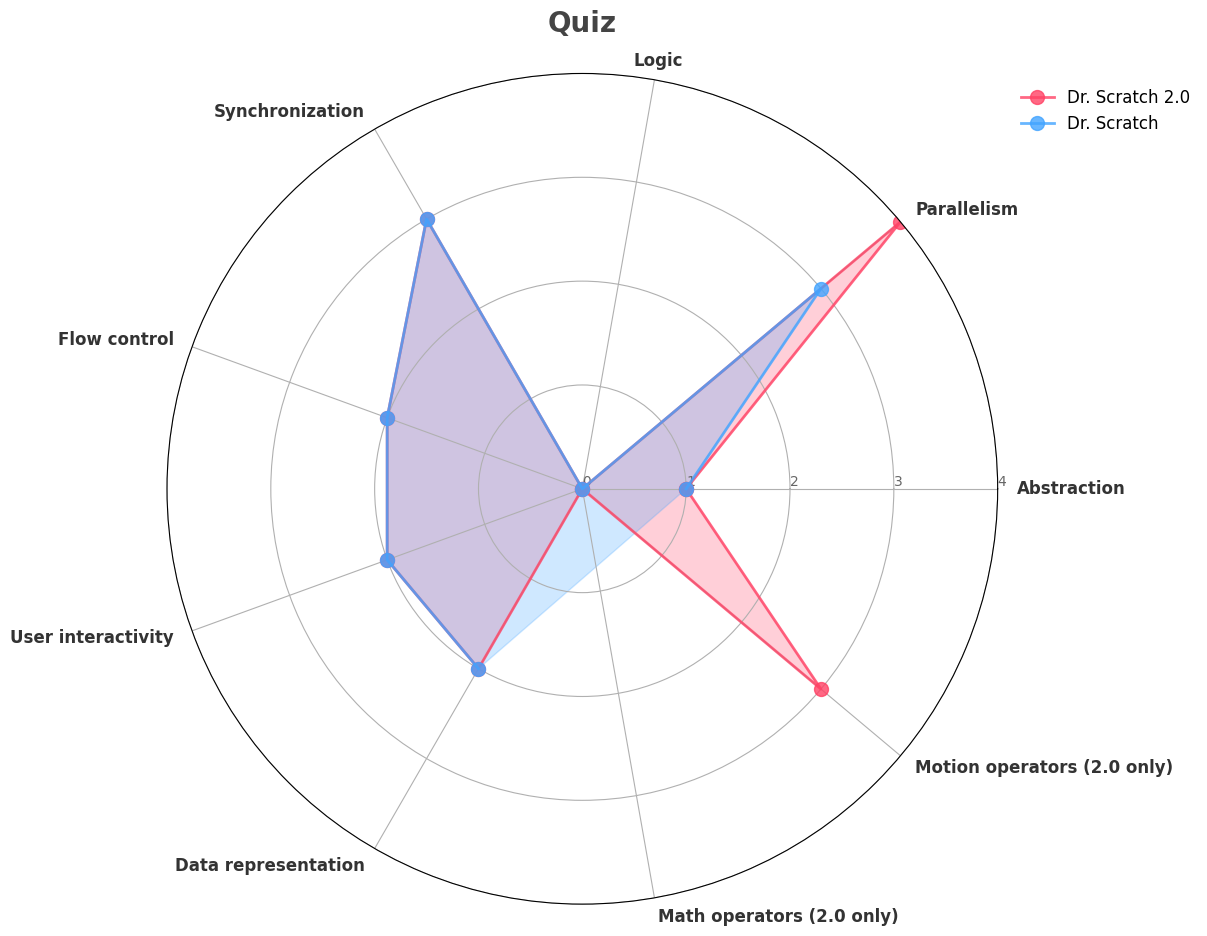 Quiz
Logic
Dr. Scratch 2.0
Dr. Scratch
Synchronization
Parallelism
Flow control
0
1
2
3
4
Abstraction
User interactivity
Motion operators (2.0 only)
Data representation
Math operators (2.0 only)